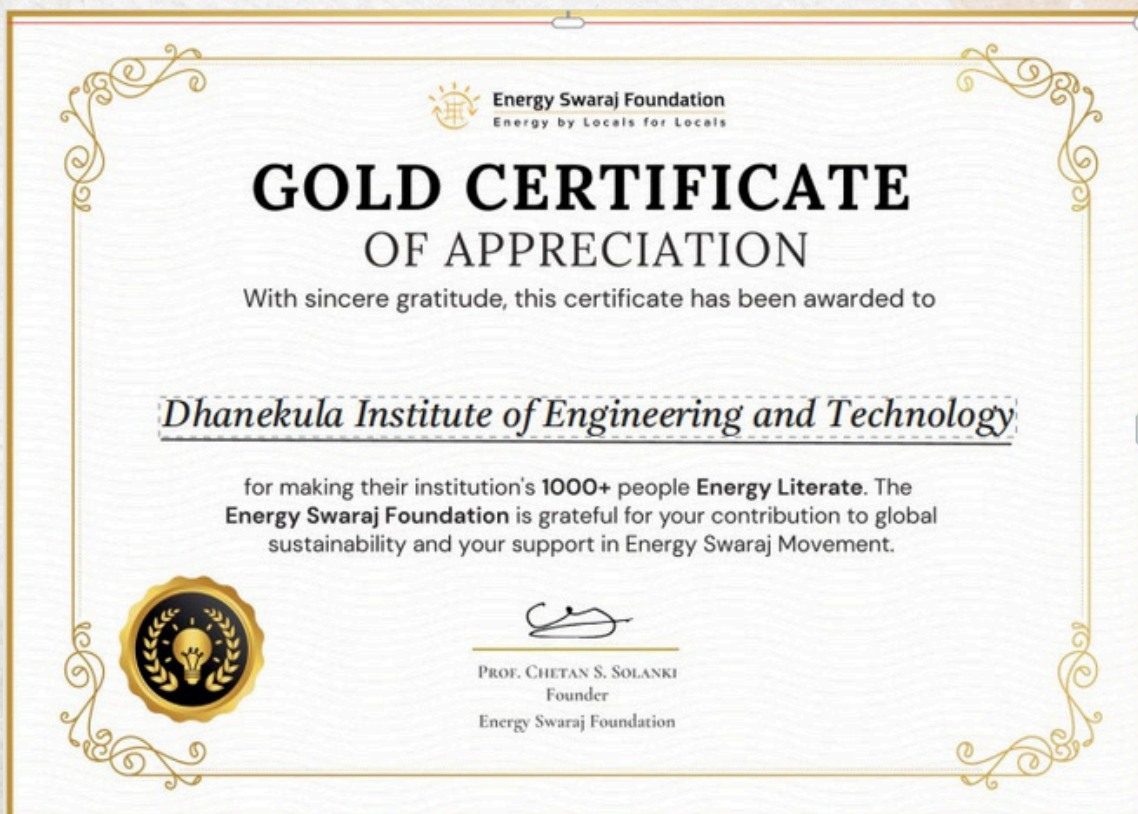 Energy Swaraj Foundation
Energy by Locals for Locals
GOLD CERTIFICATE
OF APPRECIATION
With sincere gratitude, this certificate has been awarded to
Dhanekula Institute of Engineering and Technology
for making their institution's 1000+ people Energy Literate. The
Energy Swaraj Foundation is grateful for your contribution to global
sustainability and your support in Energy Swaraj Movement.
PROF. CHETAN S. SOLANKI
Founder
Energy Swaraj Foundation